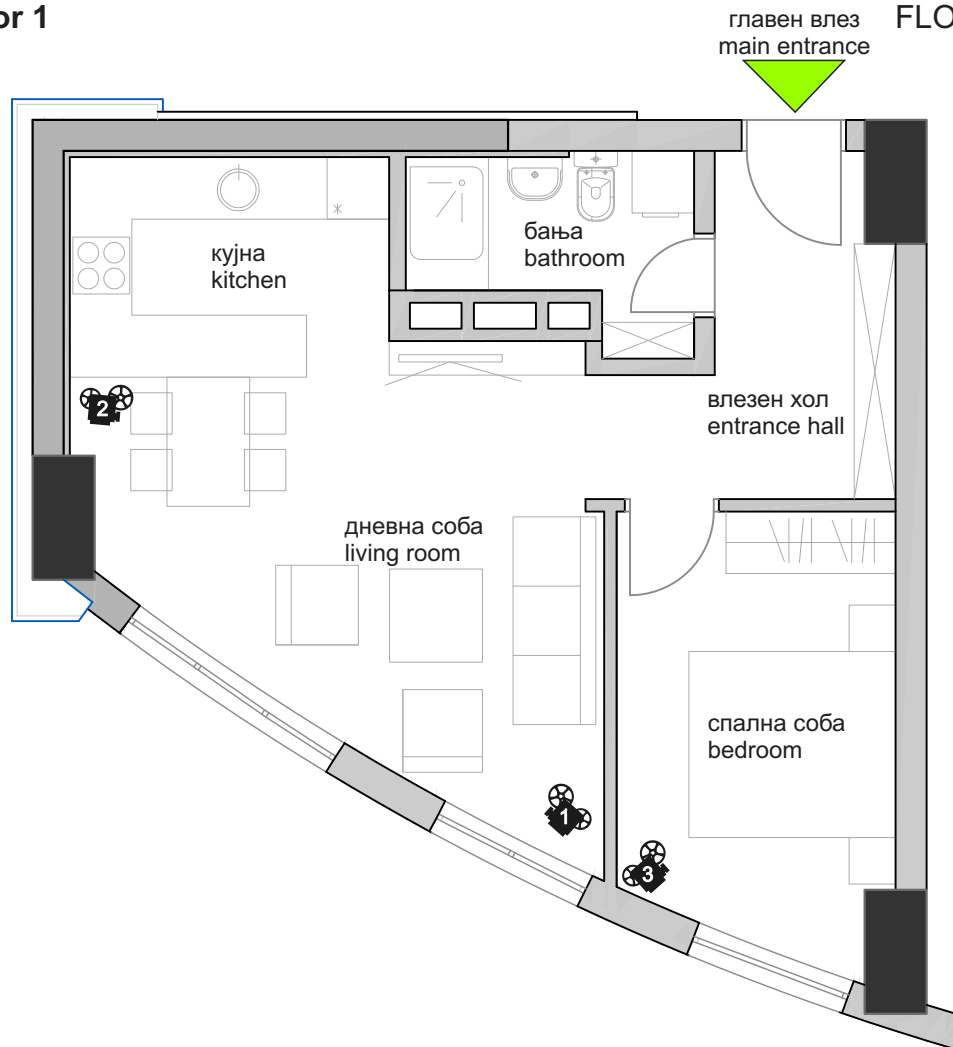 or 1
главен влез
main entrance
FLO
бања
bathroom
кујна
kitchen
2
влезен хол
entrance hall
дневна соба
living room
спална соба
bedroom
1
3